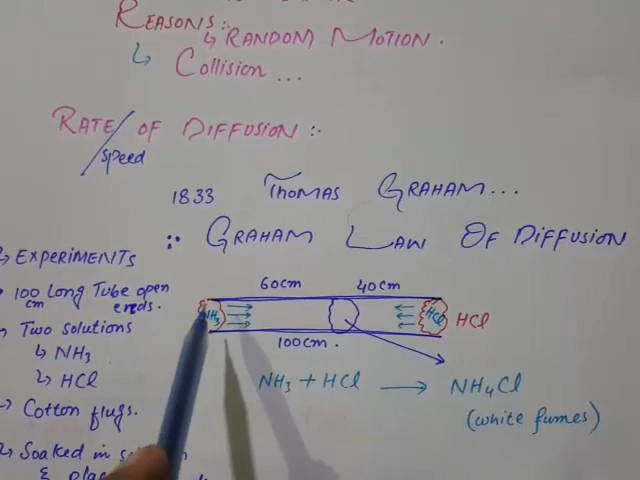 REASONS:
↳ RANDOM MOTION.
↳ Collision ...
RATE/ OF DIFFUSION :-
speed
1833 THOMAS GRAHAM...
:: GRAHAM LAW OF DIFFUSION
EXPERIMENTS
100 cm Long Tube open ends.
Two solutions
↳ NH3
↳ HCl
Cotton flugs.
Soaked in
& plac
60cm 40cm
NH3 HCl HCl
100cm.
NH3 + HCl ⟶ NH4Cl
(white fumes)